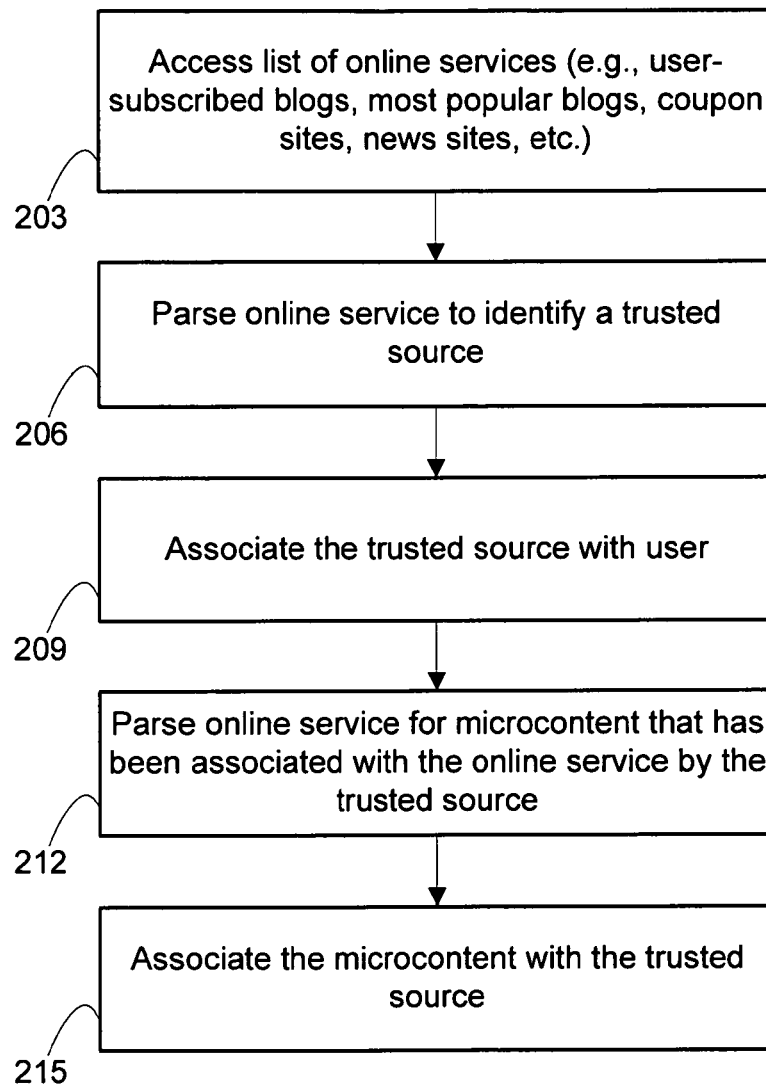 Access list of online services (e.g., user-
subscribed blogs, most popular blogs, coupon
sites, news sites, etc.)
203
Parse online service to identify a trusted
source
206
Associate the trusted source with user
209
Parse online service for microcontent that has
been associated with the online service by the
trusted source
212
Associate the microcontent with the trusted
source
215